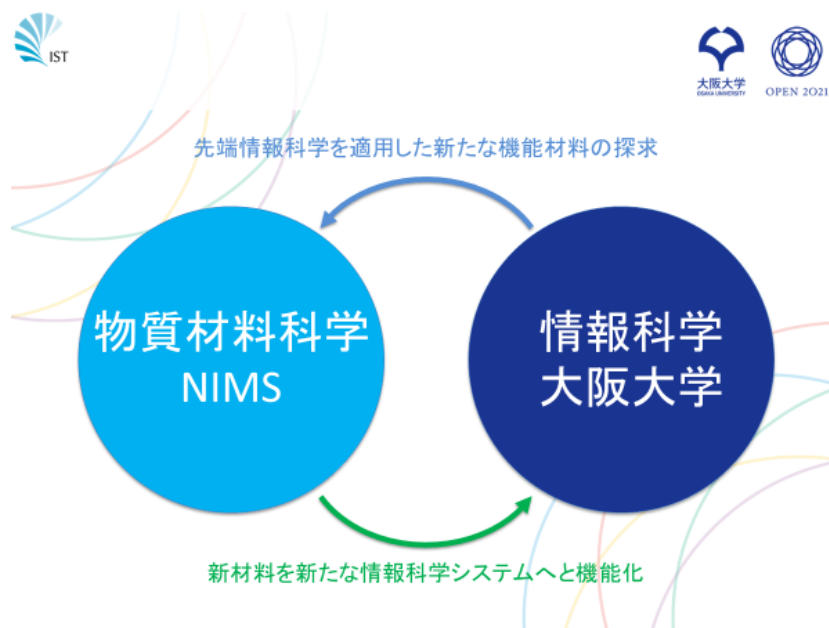 IST
大阪大学
OSAKA UNIVERSITY
OPEN 2021
先端情報科学を適用した新たな機能材料の探求
物質材料科学
NIMS
情報科学
大阪大学
新材料を新たな情報科学システムへと機能化